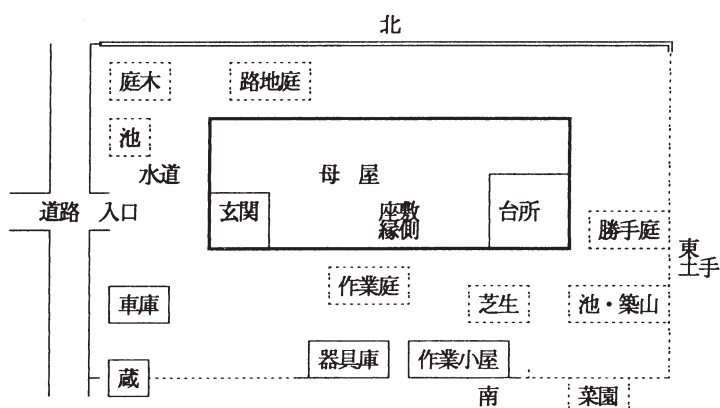 北
庭木 路地庭
池
水道 母屋
道路 入口 玄関 座敷 台所
縁側
勝手庭
東
土手
作業庭
車庫 芝生 池・築山
器具庫 作業小屋
蔵
南 菜園